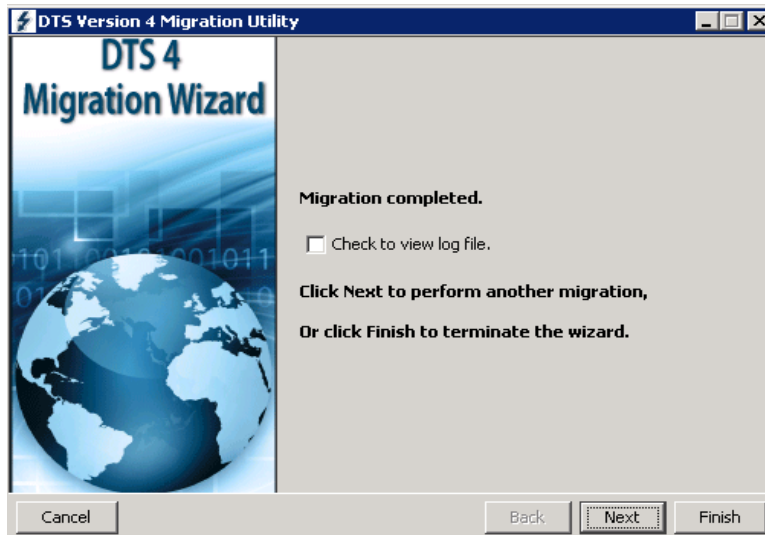 DTS Version 4 Migration Utility
DTS 4
Migration Wizard
Migration completed.
Check to view log file.
Click Next to perform another migration,
Or click Finish to terminate the wizard.
Cancel
Back
Next
Finish